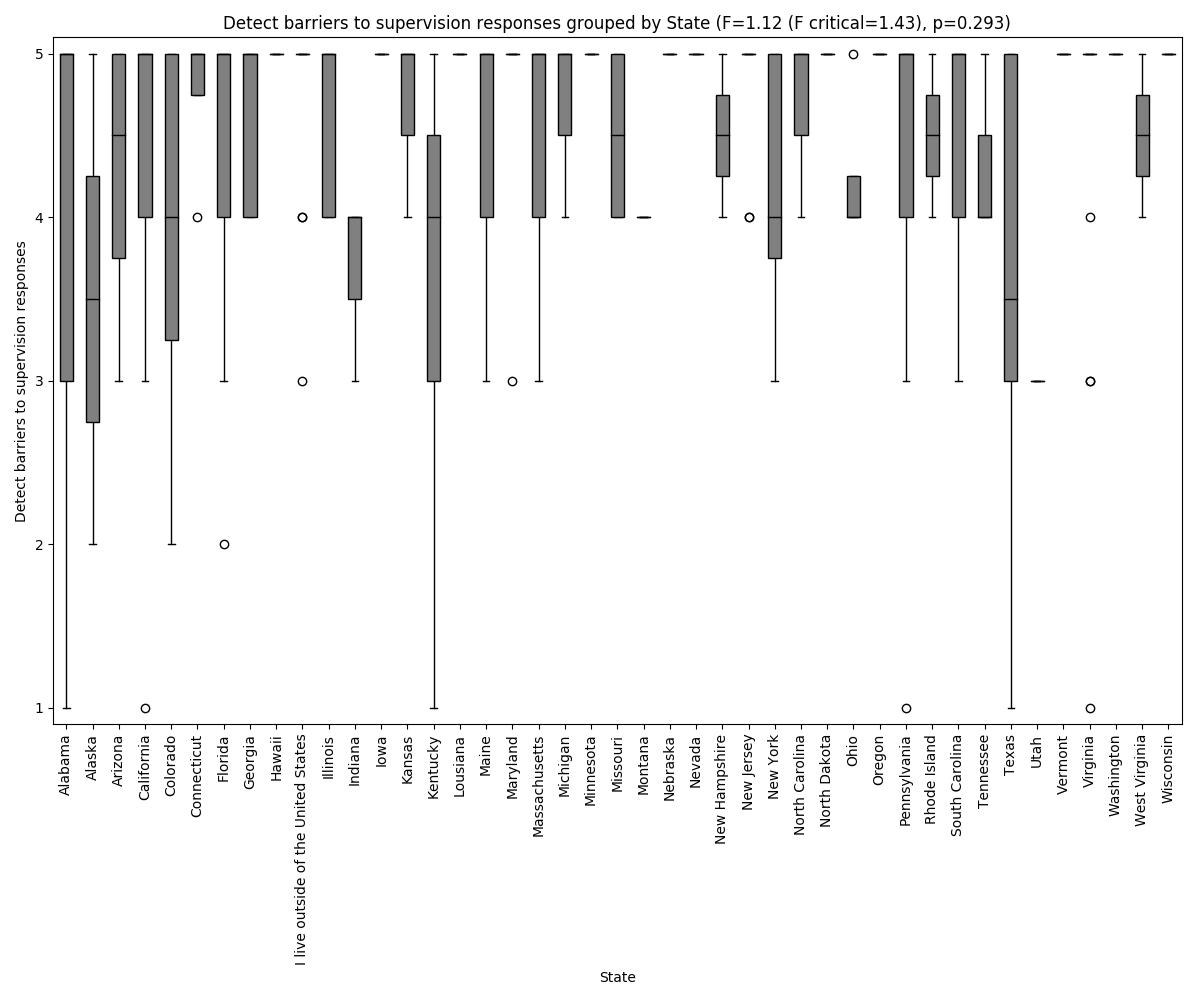 Detect barriers to supervision responses grouped by State (F=1.12 (F critical=1.43), p=0.293)
Detect barriers to supervision responses
5
4
3
2
1
Alabama
Alaska
Arizona
California
Colorado
Connecticut
Florida
Georgia
Hawaii
I live outside of the United States
Illinois
Indiana
Iowa
Kansas
Kentucky
Lousiana
Maine
Maryland
Massachusetts
Michigan
Minnesota
Missouri
Montana
Nebraska
Nevada
New Hampshire
New Jersey
New York
North Carolina
North Dakota
Ohio
Oregon
Pennsylvania
Rhode Island
South Carolina
Tennessee
Texas
Utah
Vermont
Virginia
Washington
West Virginia
Wisconsin
State